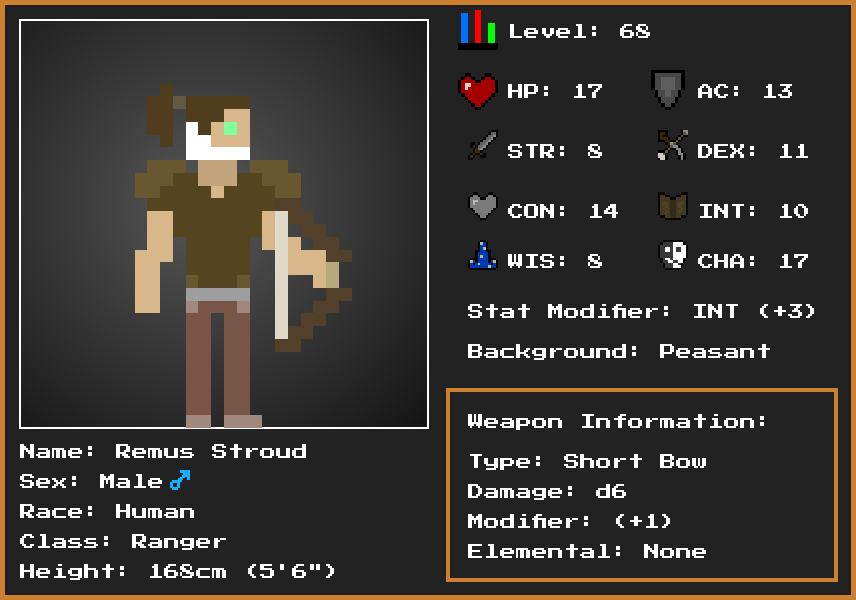 Level: 68
HP: 17 AC: 13
STR: 8 DEX: 11
CON: 14 INT: 10
WIS: 8 CHA: 17
Stat Modifier: INT (+3)
Background: Peasant
Weapon Information:
Type: Short Bow
Damage: d6
Modifier: (+1)
Elemental: None
Name: Remus Stroud
Sex: Male ♂
Race: Human
Class: Ranger
Height: 168cm (5'6")